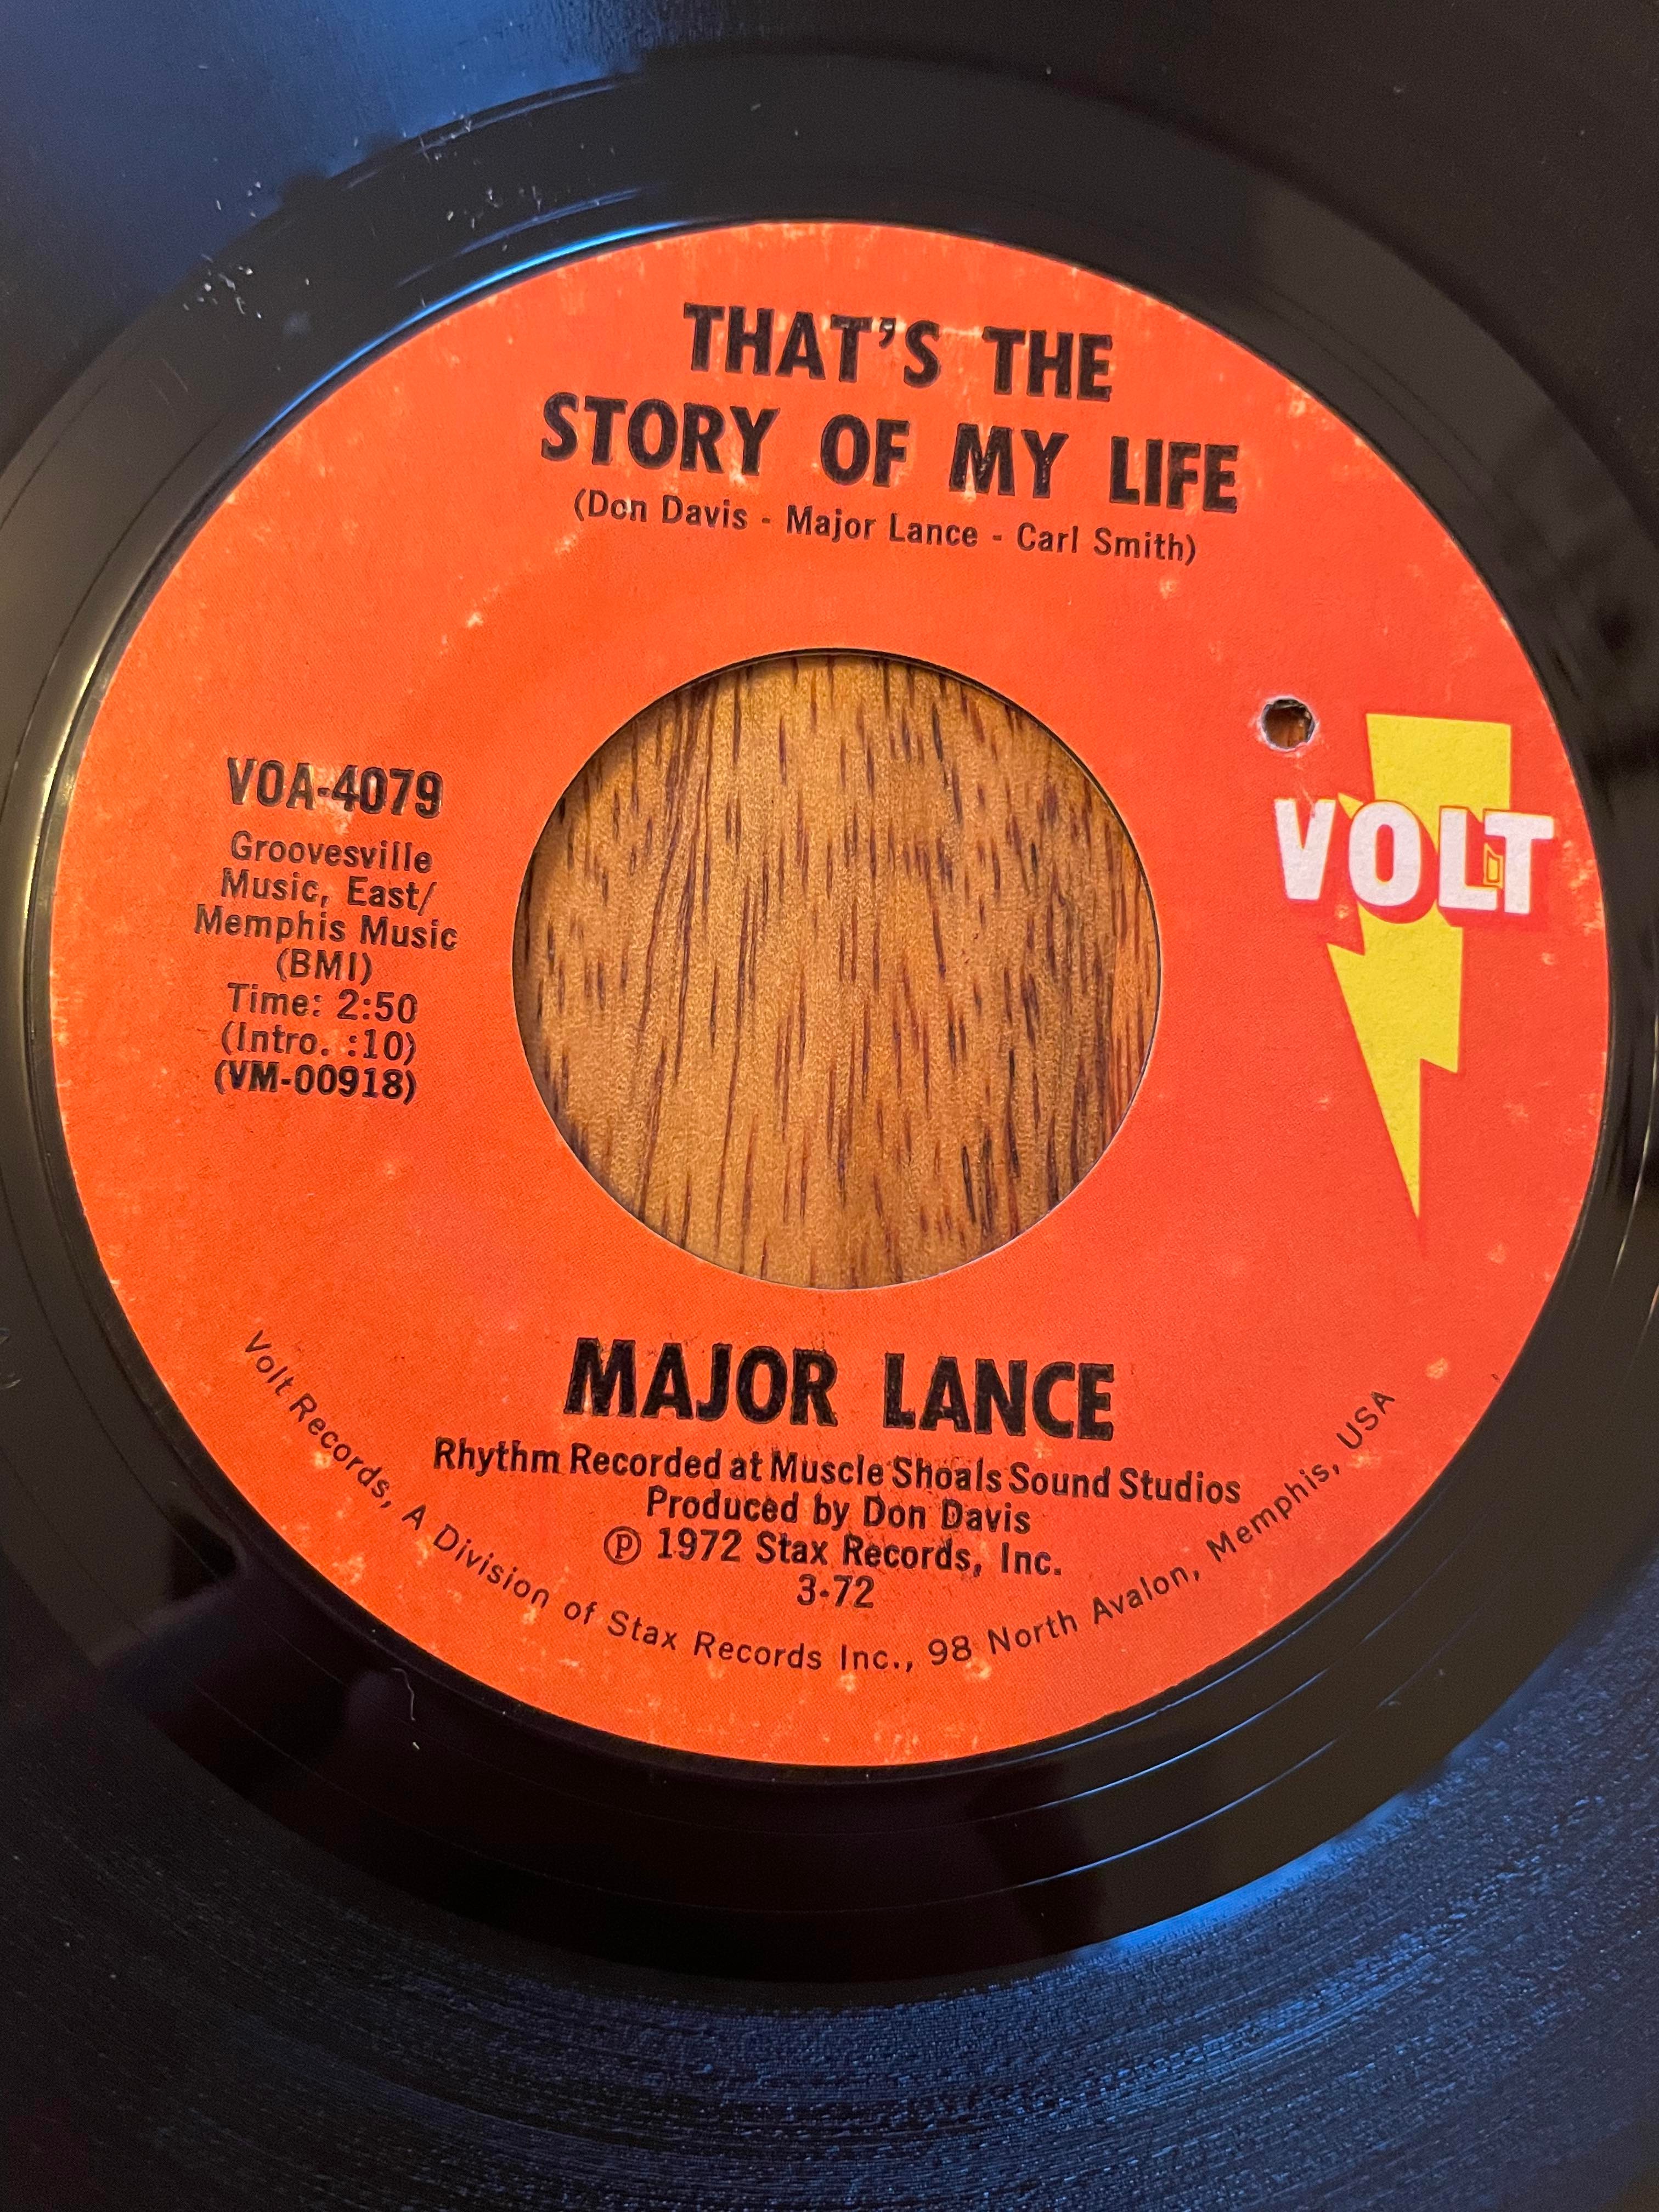 THAT'S THE
STORY OF MY LIFE
(Don Davis - Major Lance - Carl Smith)
VOA-4079
Groovesville
Music, East/
Memphis Music
(BMI)
Time: 2:50
(Intro. :10)
(VM-00918)
VOLT
MAJOR LANCE
Rhythm Recorded at Muscle Shoals Sound Studios
Produced by Don Davis
℗ 1972 Stax Records, Inc.
3-72
Volt Records, A Division of Stax Records Inc., 98 North Avalon, Memphis, USA